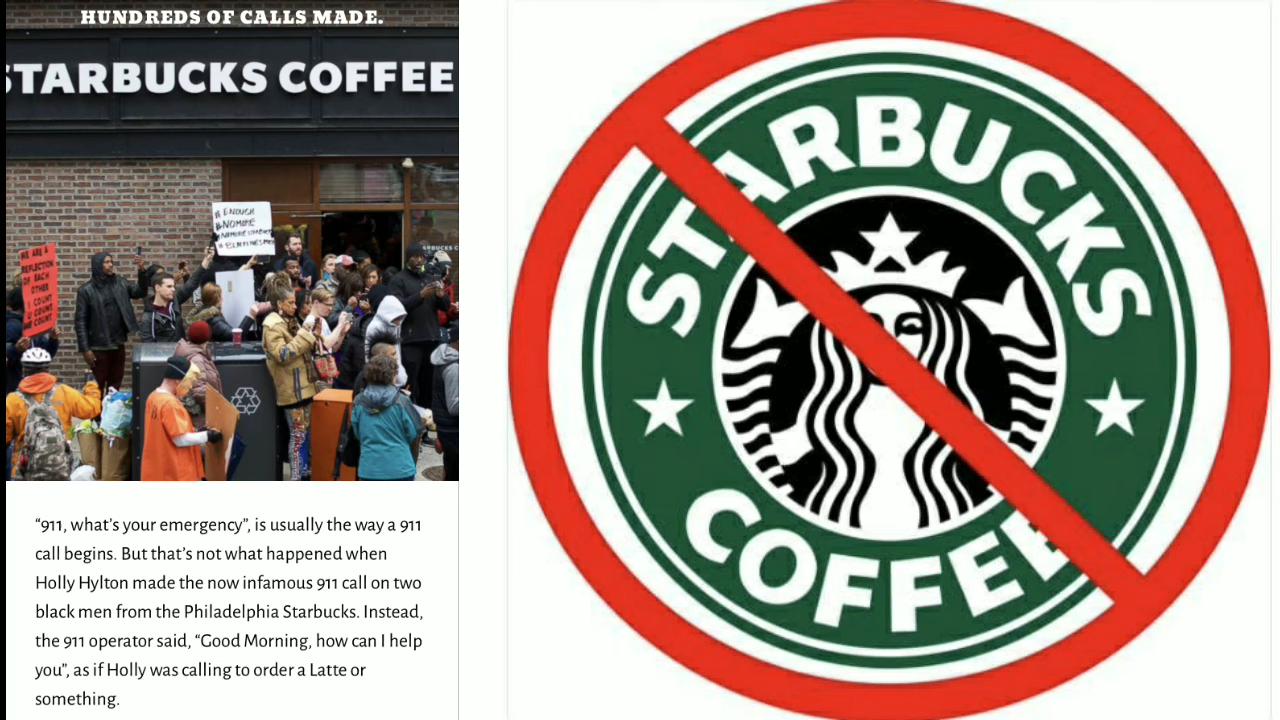 HUNDREDS OF CALLS MADE.
STARBUCKS COFFEE
# ENOUGH
#NOMORE
WE ARE A
REFLECTION
OF EACH
OTHER
I COUNT
U COUNT
WE COUNT
“911, what’s your emergency”, is usually the way a 911
call begins. But that’s not what happened when
Holly Hylton made the now infamous 911 call on two
black men from the Philadelphia Starbucks. Instead,
the 911 operator said, “Good Morning, how can I help
you”, as if Holly was calling to order a Latte or
something.
STARBUCKS
COFFEE